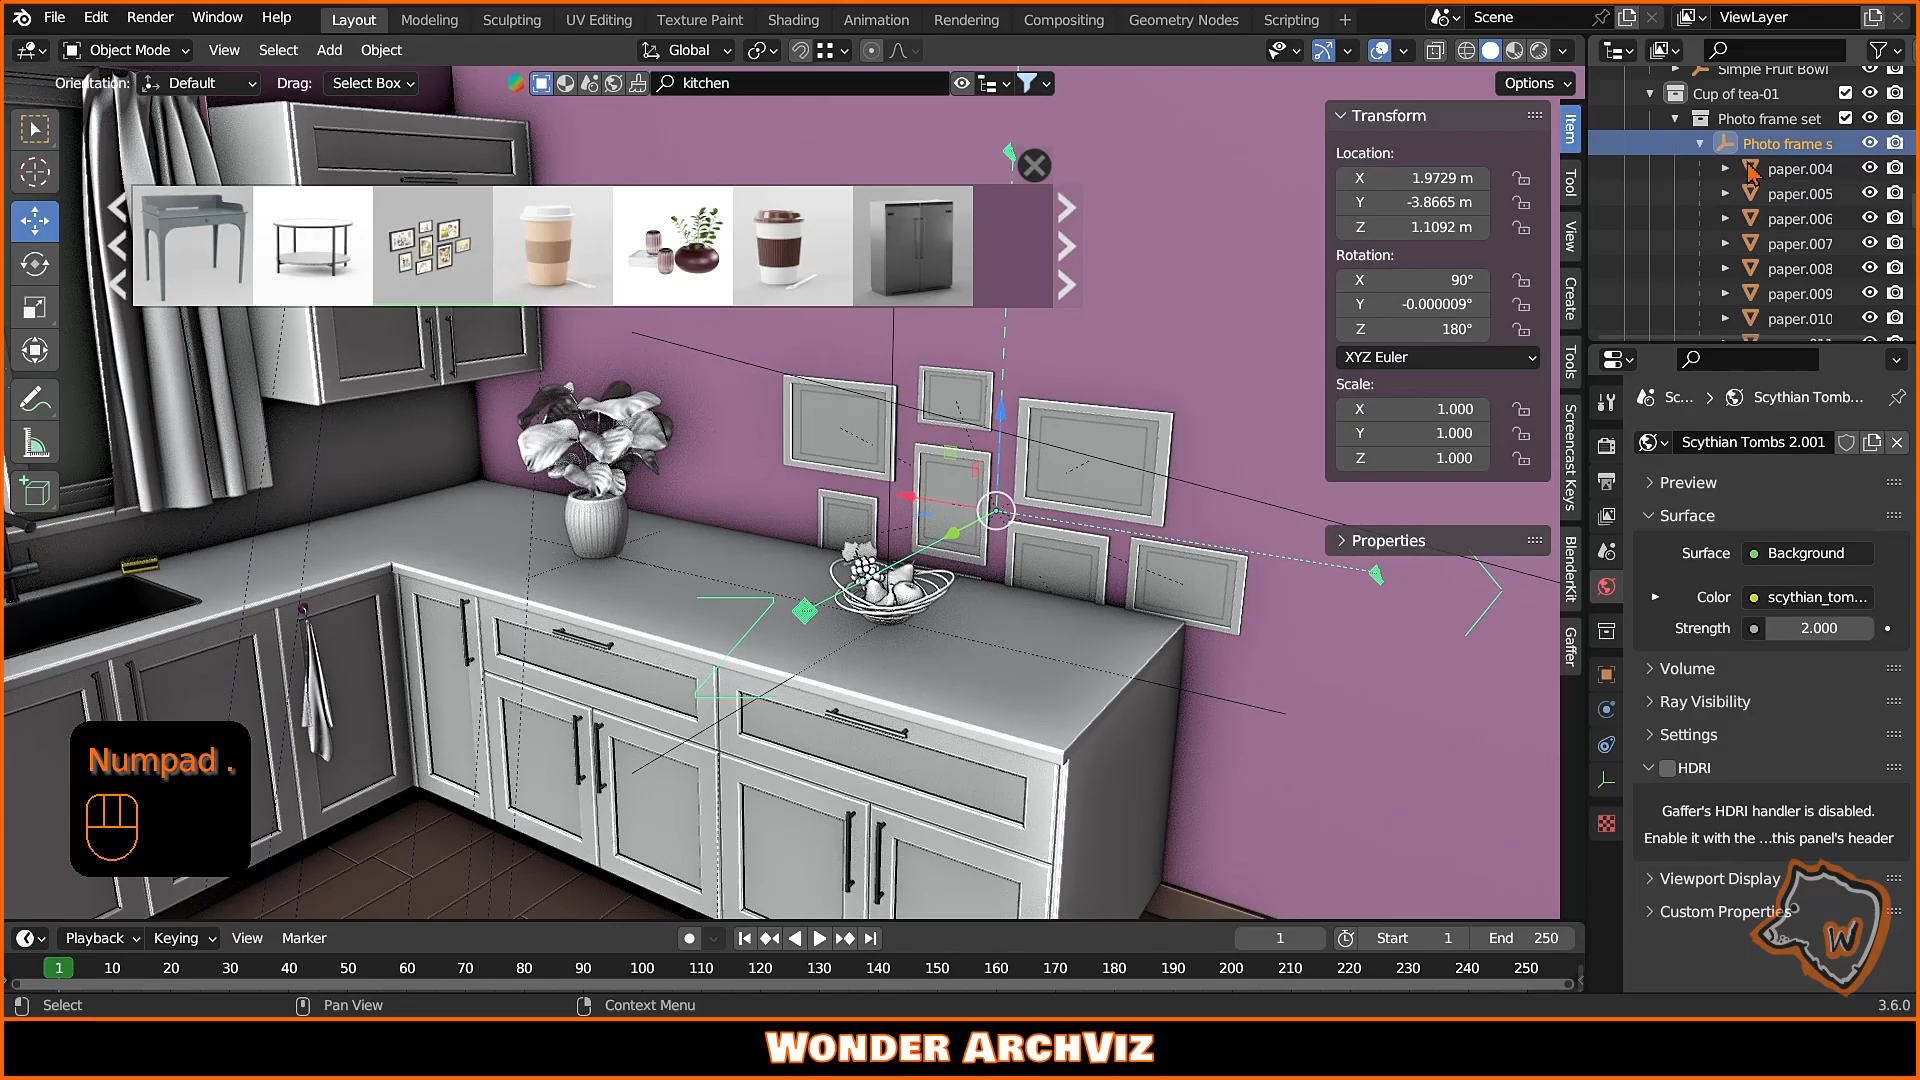 File Edit Render Window Help Layout Modeling Sculpting UV Editing Texture Paint Shading Animation Rendering Compositing Geometry Nodes Scripting Scene ViewLayer
Object Mode View Select Add Object Global
Orientation: Default Drag: Select Box kitchen Options
Simple Fruit Bowl
Cup of tea-01
Photo frame set
Photo frame s
paper.004
paper.005
paper.006
paper.007
paper.008
paper.009
paper.010
Transform
Location:
X 1.9729 m
Y -3.8665 m
Z 1.1092 m
Rotation:
X 90°
Y -0.000009°
Z 180°
XYZ Euler
Scale:
X 1.000
Y 1.000
Z 1.000
Properties
Item
Tool
View
Create
Tools
Screencast Keys
BlenderKit
Gaffer
Sc... Scythian Tomb...
Scythian Tombs 2.001
Preview
Surface
Surface Background
Color scythian_tom...
Strength 2.000
Volume
Ray Visibility
Settings
HDRI
Gaffer's HDRI handler is disabled.
Enable it with the ...this panel's header
Viewport Display
Custom Properties
W
Numpad .
Playback Keying View Marker 1 Start 1 End 250
1 10 20 30 40 50 60 70 80 90 100 110 120 130 140 150 160 170 180 190 200 210 220 230 240 250
Select Pan View Context Menu 3.6.0
Wonder ArchViz